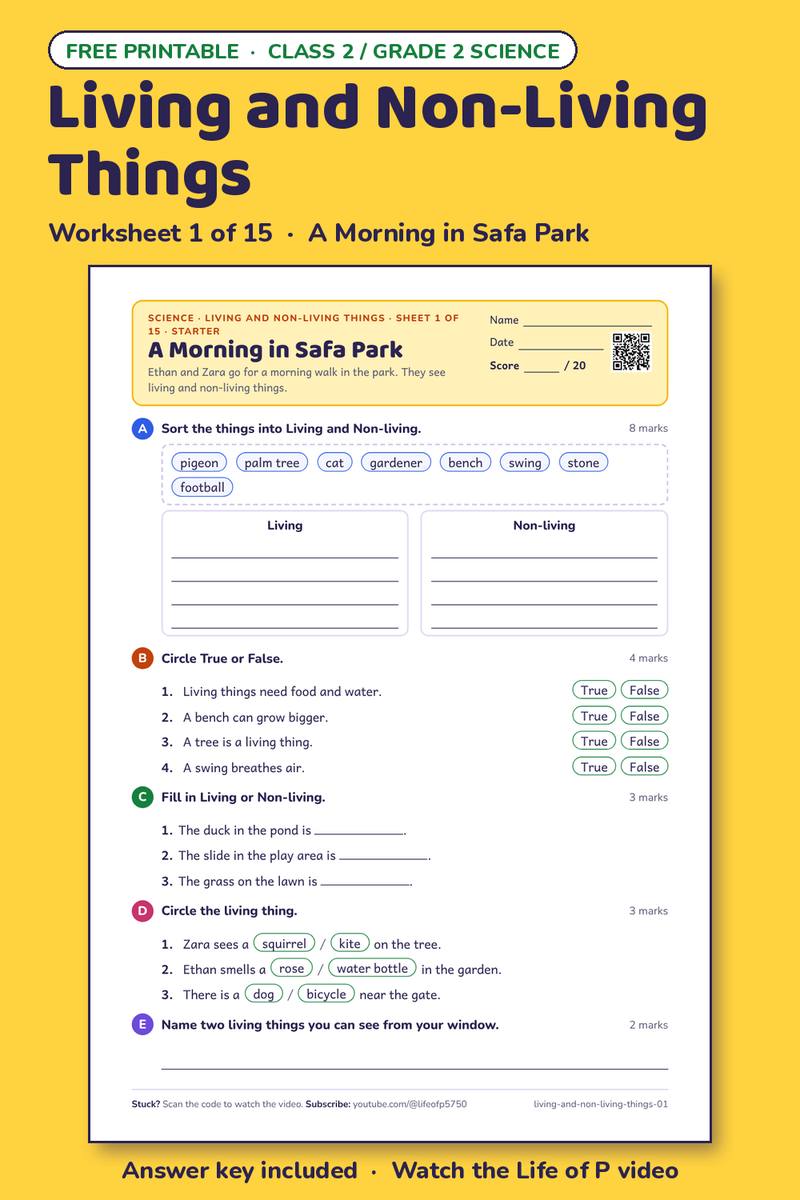 FREE PRINTABLE · CLASS 2 / GRADE 2 SCIENCE
Living and Non-Living
Things
Worksheet 1 of 15 · A Morning in Safa Park
SCIENCE · LIVING AND NON-LIVING THINGS · SHEET 1 OF
15 · STARTER
A Morning in Safa Park
Ethan and Zara go for a morning walk in the park. They see
living and non-living things.
Name
Date
Score / 20
A Sort the things into Living and Non-living. 8 marks
pigeon palm tree cat gardener bench swing stone
football
Living Non-living
B Circle True or False. 4 marks
1. Living things need food and water. True False
2. A bench can grow bigger. True False
3. A tree is a living thing. True False
4. A swing breathes air. True False
C Fill in Living or Non-living. 3 marks
1. The duck in the pond is ____________.
2. The slide in the play area is ____________.
3. The grass on the lawn is ____________.
D Circle the living thing. 3 marks
1. Zara sees a squirrel / kite on the tree.
2. Ethan smells a rose / water bottle in the garden.
3. There is a dog / bicycle near the gate.
E Name two living things you can see from your window. 2 marks
Stuck? Scan the code to watch the video. Subscribe: youtube.com/@lifeofp5750 living-and-non-living-things-01
Answer key included · Watch the Life of P video